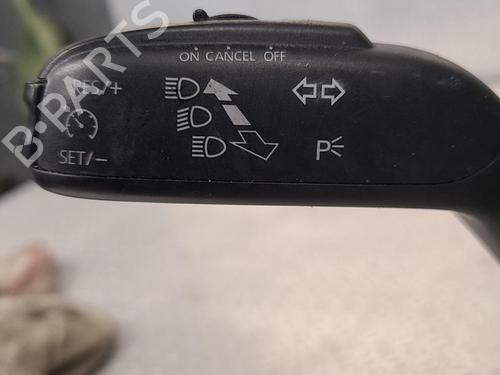 ON CANCEL OFF
RES/+
SET/-
P
B-PARTS